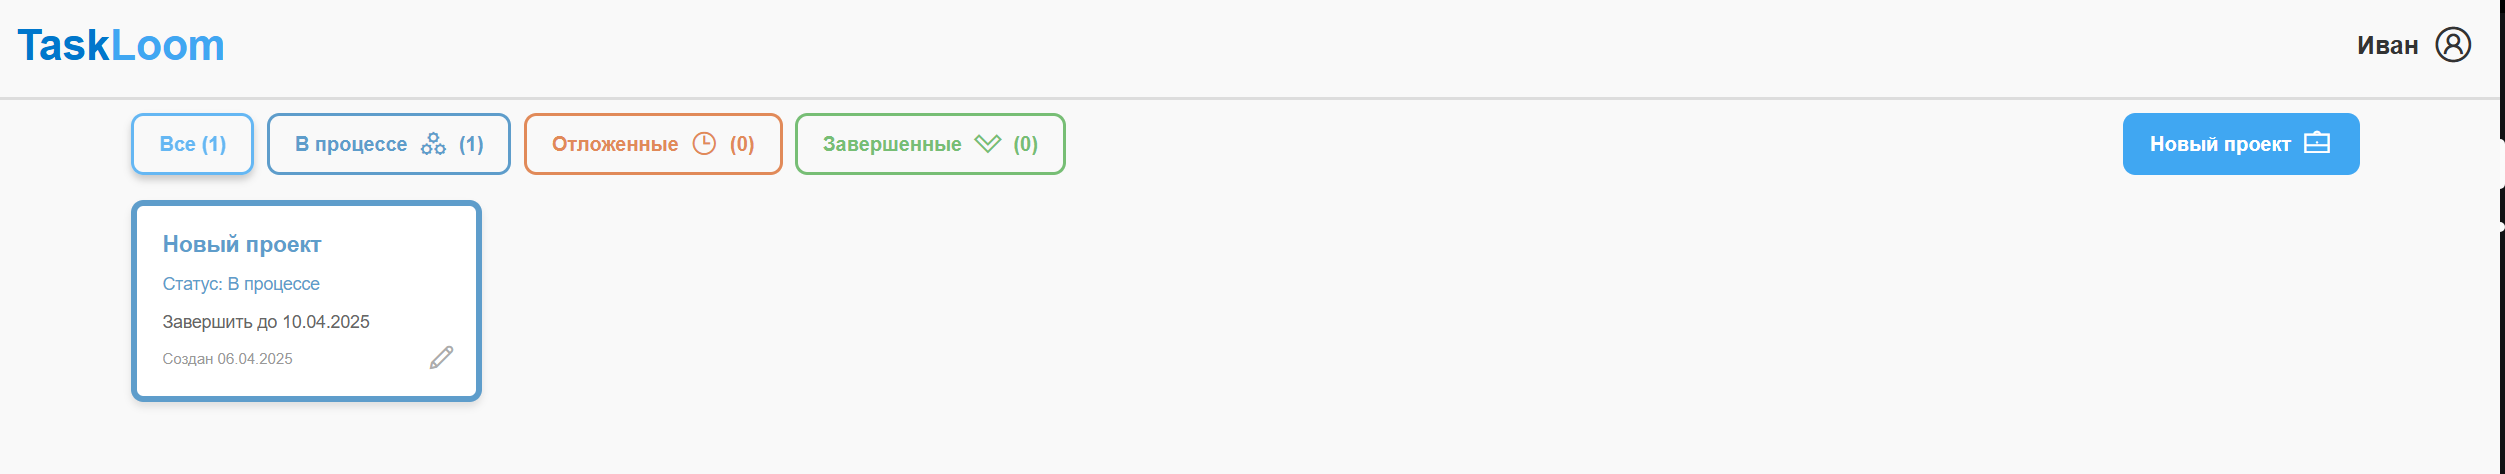 TaskLoom
Иван
Все (1)
В процессе (1)
Отложенные (0)
Завершенные (0)
Новый проект
Новый проект
Статус: В процессе
Завершить до 10.04.2025
Создан 06.04.2025